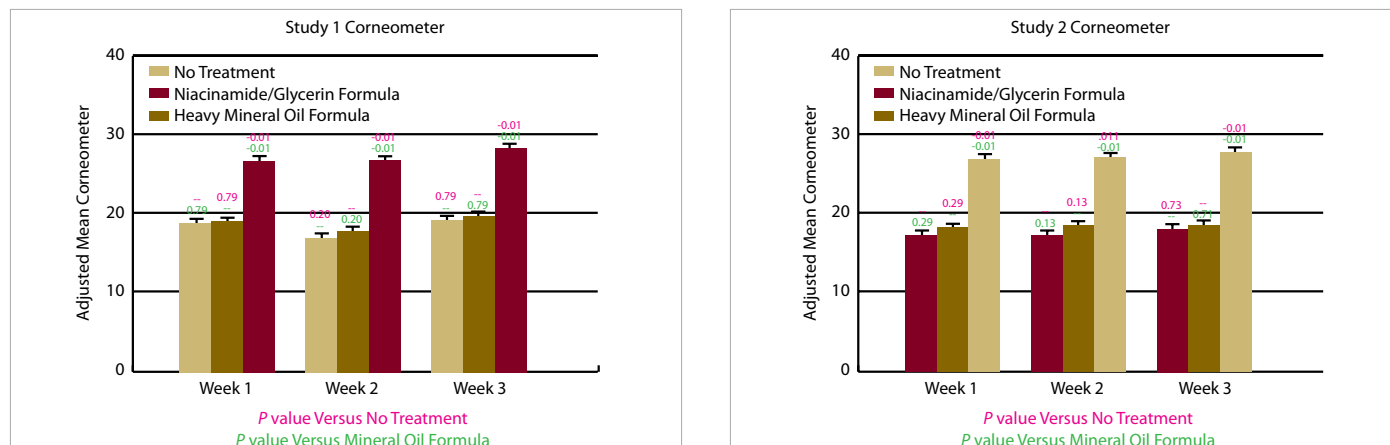 Study 1 Corneometer
40
30
20
10
0
Adjusted Mean Corneometer
No Treatment
Niacinamide/Glycerin Formula
Heavy Mineral Oil Formula
--
0.79
0.79
--
-0.01
-0.01
0.20
--
--
0.20
-0.01
-0.01
0.79
--
--
0.79
-0.01
-0.01
Week 1
Week 2
Week 3
P value Versus No Treatment
P value Versus Mineral Oil Formula
Study 2 Corneometer
40
30
20
10
0
Adjusted Mean Corneometer
No Treatment
Niacinamide/Glycerin Formula
Heavy Mineral Oil Formula
0.29
0.29
--
-0.01
-0.01
0.13
0.13
.011
-0.01
0.73
--
--
0.71
-0.01
-0.01
Week 1
Week 2
Week 3
P value Versus No Treatment
P value Versus Mineral Oil Formula